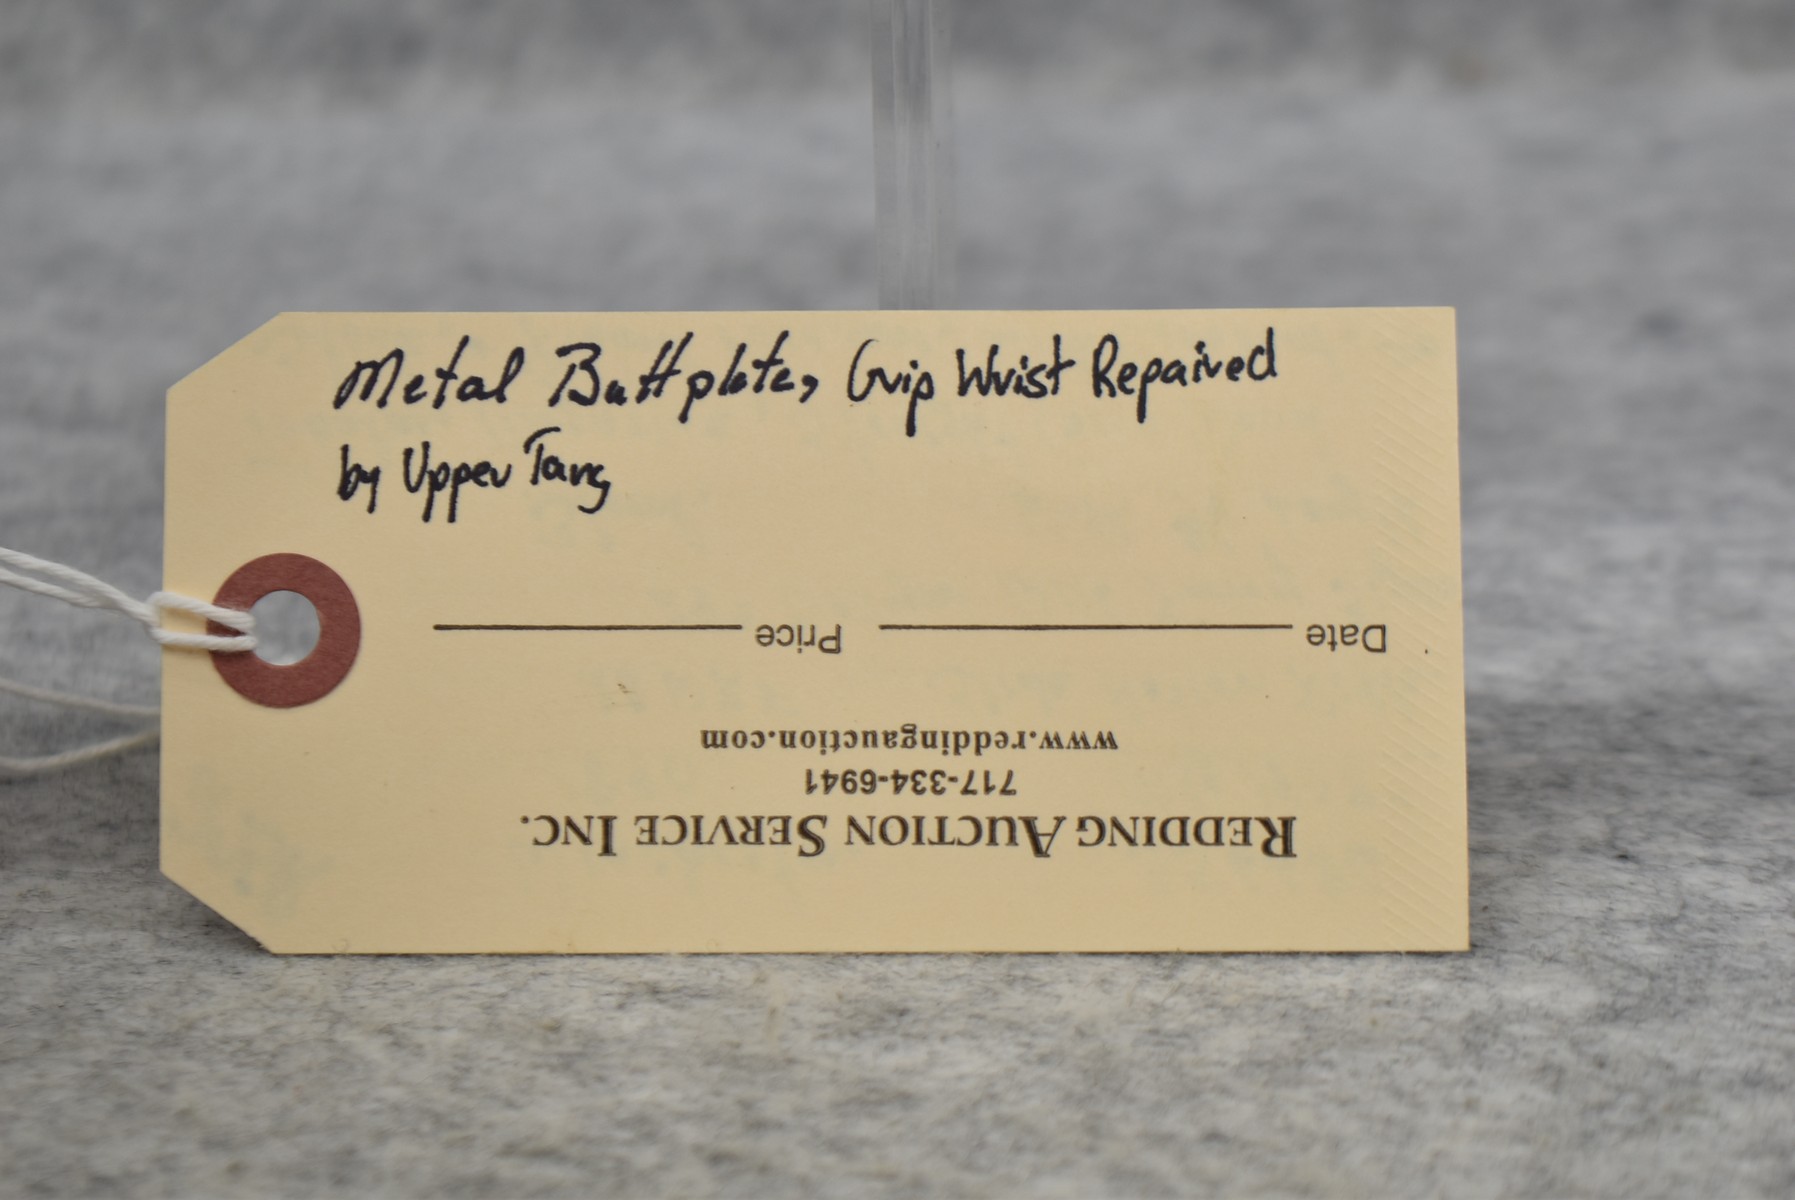 Metal Buttplate, Grip Wrist Repaired
by Upper Tang
REDDING AUCTION SERVICE INC.
717-334-6941
www.reddingauction.com
Date Price